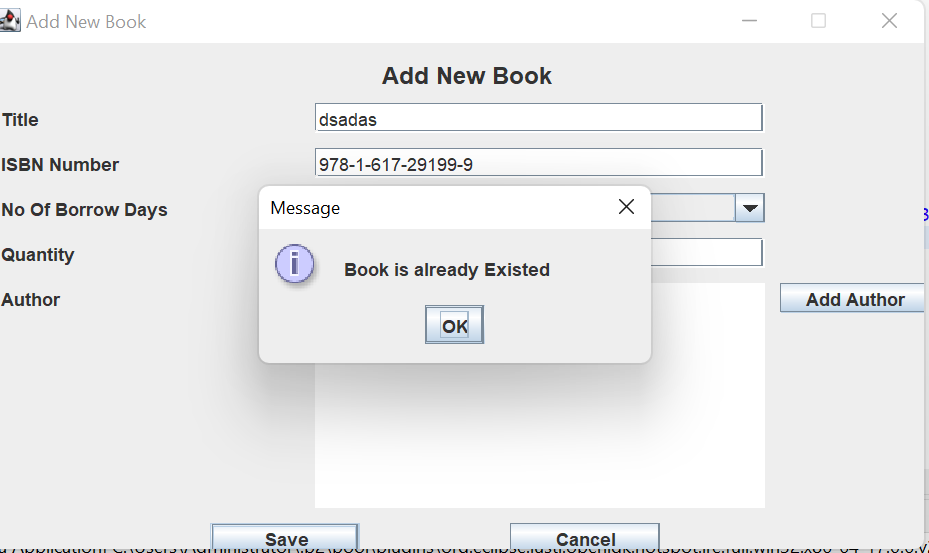 Add New Book
Add New Book
Title
dsadas
ISBN Number
978-1-617-29199-9
No Of Borrow Days
Quantity
Author
Add Author
Message
Book is already Existed
OK
Save
Cancel